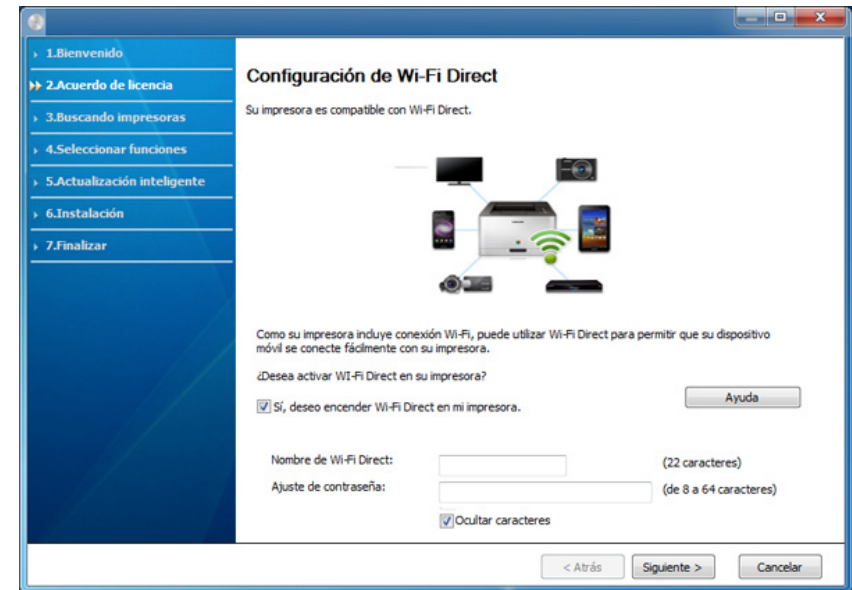 1.Bienvenido
2.Acuerdo de licencia
3.Buscando impresoras
4.Seleccionar funciones
5.Actualización inteligente
6.Instalación
7.Finalizar
Configuración de Wi-Fi Direct
Su impresora es compatible con Wi-Fi Direct.
Como su impresora incluye conexión Wi-Fi, puede utilizar Wi-Fi Direct para permitir que su dispositivo
móvil se conecte fácilmente con su impresora.
¿Desea activar WI-Fi Direct en su impresora?
Ayuda
Sí, deseo encender Wi-Fi Direct en mi impresora.
Nombre de Wi-Fi Direct: (22 caracteres)
Ajuste de contraseña: (de 8 a 64 caracteres)
Ocultar caracteres
< Atrás Siguiente > Cancelar